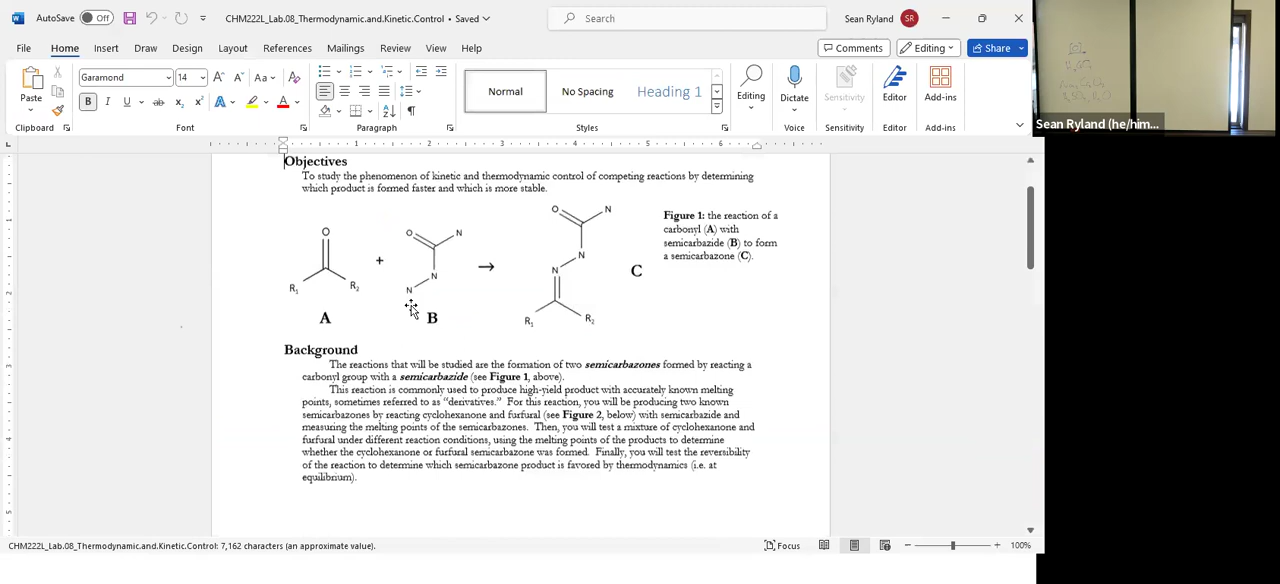 AutoSave Off CHM222L_Lab.08_Thermodynamic.and.Kinetic.Control • Saved Search Sean Ryland SR
File Home Insert Draw Design Layout References Mailings Review View Help Comments Editing Share
Paste Garamond 14 A A Aa A
B I U ab x₂ x² A A
Normal No Spacing Heading 1
Editing Dictate Sensitivity Editor Add-ins
Clipboard Font Paragraph Styles Voice Sensitivity Editor Add-ins
Sean Ryland (he/him...
1 2 3 4 5 6
Objectives
To study the phenomenon of kinetic and thermodynamic control of competing reactions by determining
which product is formed faster and which is more stable.
O R₁ R₂ + O N N N → O N N N R₁ R₂
A B C
Figure 1: the reaction of a
carbonyl (A) with
semicarbazide (B) to form
a semicarbazone (C).
Background
The reactions that will be studied are the formation of two semicarbazones formed by reacting a
carbonyl group with a semicarbazide (see Figure 1, above).
This reaction is commonly used to produce high-yield product with accurately known melting
points, sometimes referred to as “derivatives.” For this reaction, you will be producing two known
semicarbazones by reacting cyclohexanone and furfural (see Figure 2, below) with semicarbazide and
measuring the melting points of the semicarbazones. Then, you will test a mixture of cyclohexanone and
furfural under different reaction conditions, using the melting points of the products to determine
whether the cyclohexanone or furfural semicarbazone was formed. Finally, you will test the reversibility
of the reaction to determine which semicarbazone product is favored by thermodynamics (i.e. at
equilibrium).
CHM222L_Lab.08_Thermodynamic.and.Kinetic.Control: 7,162 characters (an approximate value). Focus 100%